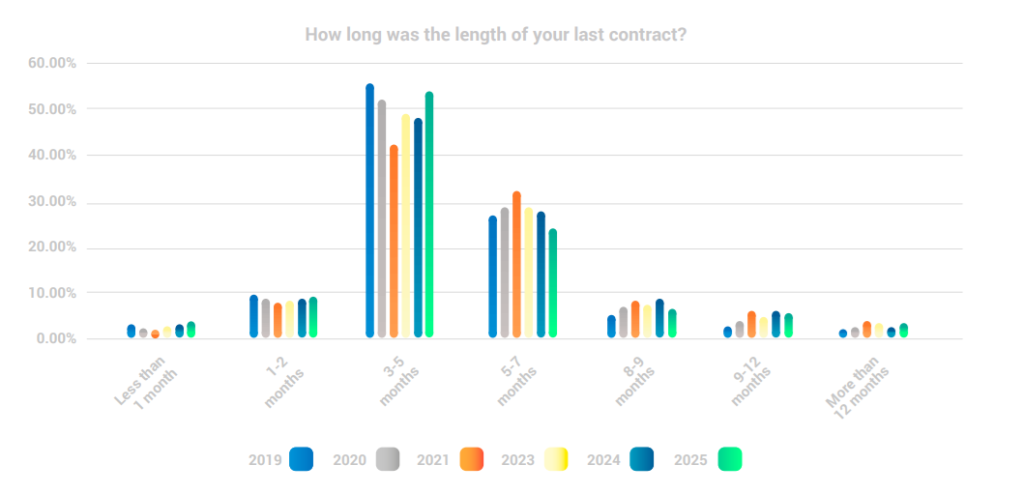 How long was the length of your last contract?
60.00%
50.00%
40.00%
30.00%
20.00%
10.00%
0.00%
Less than
1 month
1-2
months
3-5
months
5-7
months
8-9
months
9-12
months
More than
12 months
2019 2020 2021 2023 2024 2025